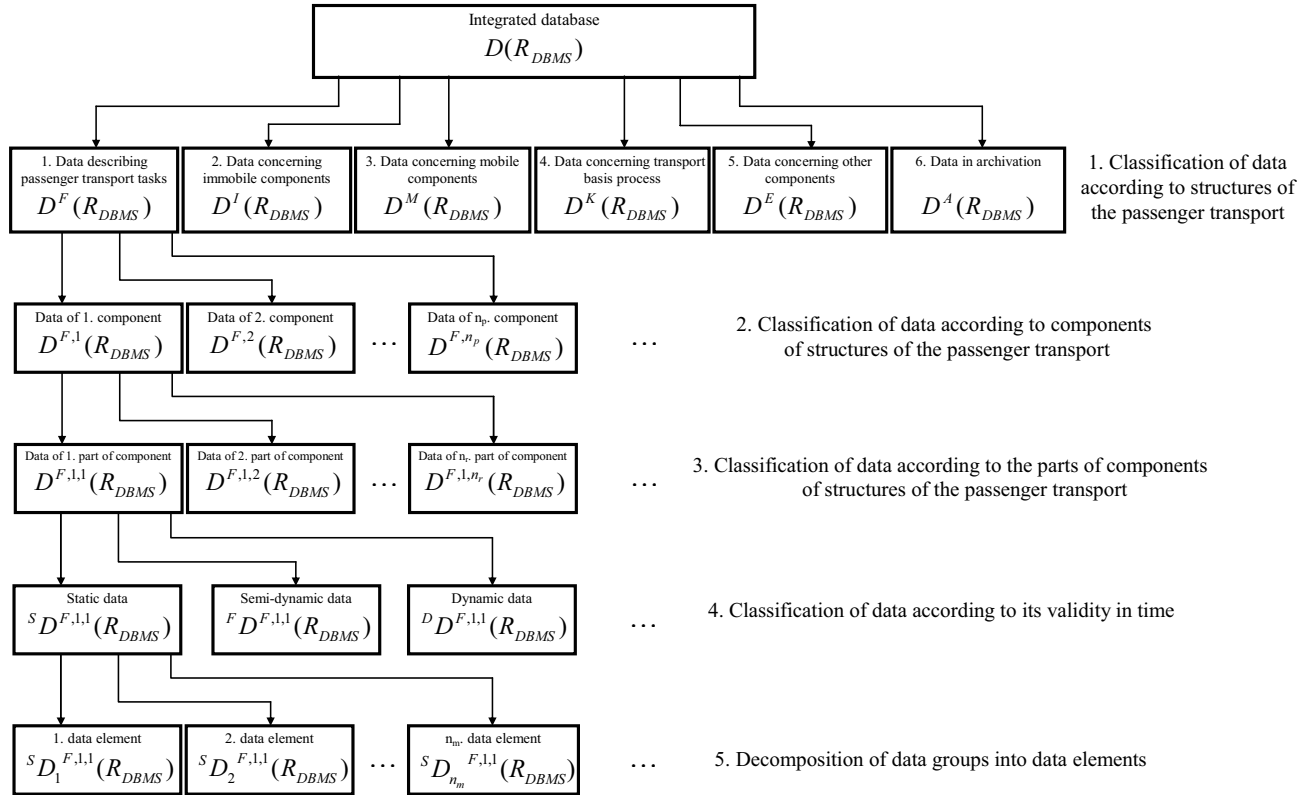 Integrated database
D(R_DBMS)
1. Data describing
passenger transport tasks
D^F(R_DBMS)
2. Data concerning
immobile components
D^I(R_DBMS)
3. Data concerning mobile
components
D^M(R_DBMS)
4. Data concerning transport
basis process
D^K(R_DBMS)
5. Data concerning other
components
D^E(R_DBMS)
6. Data in archivation
D^A(R_DBMS)
1. Classification of data
according to structures of
the passenger transport
Data of 1. component
D^{F,1}(R_DBMS)
Data of 2. component
D^{F,2}(R_DBMS)
...
Data of n_p. component
D^{F,n_p}(R_DBMS)
...
2. Classification of data according to components
of structures of the passenger transport
Data of 1. part of component
D^{F,1,1}(R_DBMS)
Data of 2. part of component
D^{F,1,2}(R_DBMS)
...
Data of n_r. part of component
D^{F,1,n_r}(R_DBMS)
...
3. Classification of data according to the parts of components
of structures of the passenger transport
Static data
^S D^{F,1,1}(R_DBMS)
Semi-dynamic data
^F D^{F,1,1}(R_DBMS)
Dynamic data
^D D^{F,1,1}(R_DBMS)
...
4. Classification of data according to its validity in time
1. data element
^S D_1^{F,1,1}(R_DBMS)
2. data element
^S D_2^{F,1,1}(R_DBMS)
...
n_m. data element
^S D_{n_m}^{F,1,1}(R_DBMS)
...
5. Decomposition of data groups into data elements